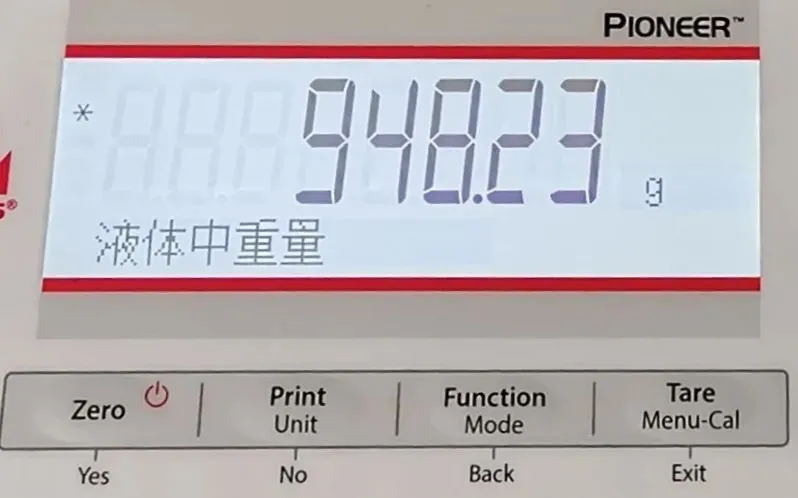 PIONEER™
* 948.23 g
液体中重量
Zero
Print
Unit
Function
Mode
Tare
Menu-Cal
Yes
No
Back
Exit